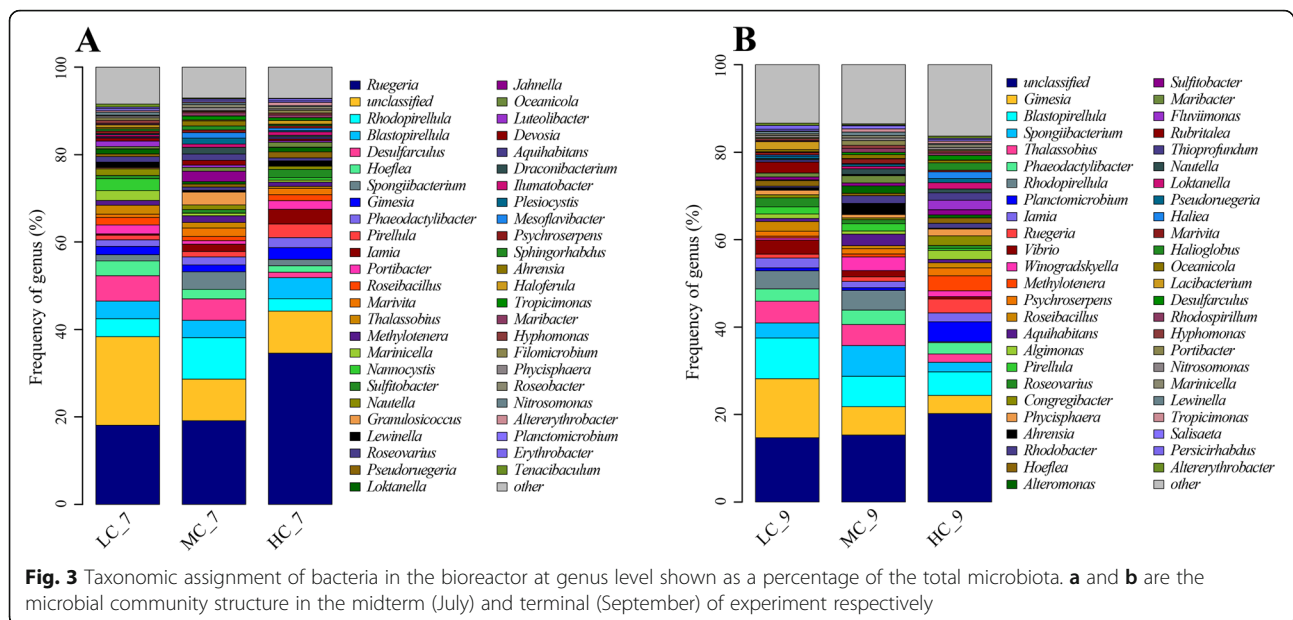 A
100
80
60
40
20
0
Frequency of genus (%)
LC_7
MC_7
HC_7
Ruegeria
unclassified
Rhodopirellula
Blastopirellula
Desulfarculus
Hoeflea
Spongiibacterium
Gimesia
Phaeodactylibacter
Pirellula
Iamia
Portibacter
Roseibacillus
Marivita
Thalassobius
Methylotenera
Marinicella
Nannocystis
Sulfitobacter
Nautella
Granulosicoccus
Lewinella
Roseovarius
Pseudoruegeria
Loktanella
Jahnella
Oceanicola
Luteolibacter
Devosia
Aquihabitans
Draconibacterium
Ilumatobacter
Plesiocystis
Mesoflavibacter
Psychroserpens
Sphingorhabdus
Ahrensia
Haloferula
Tropicimonas
Maribacter
Hyphomonas
Filomicrobium
Phycisphaera
Roseobacter
Nitrosomonas
Altererythrobacter
Planctomicrobium
Erythrobacter
Tenacibaculum
other
B
100
80
60
40
20
0
Frequency of genus (%)
LC_9
MC_9
HC_9
unclassified
Gimesia
Blastopirellula
Spongiibacterium
Thalassobius
Phaeodactylibacter
Rhodopirellula
Planctomicrobium
Iamia
Ruegeria
Vibrio
Winogradskyella
Methylotenera
Psychroserpens
Roseibacillus
Aquihabitans
Algimonas
Pirellula
Roseovarius
Congregibacter
Phycisphaera
Ahrensia
Rhodobacter
Hoeflea
Alteromonas
Sulfitobacter
Maribacter
Fluviimonas
Rubritalea
Thioprofundum
Nautella
Loktanella
Pseudoruegeria
Haliea
Marivita
Halioglobus
Oceanicola
Lacibacterium
Desulfarculus
Rhodospirillum
Hyphomonas
Portibacter
Nitrosomonas
Marinicella
Lewinella
Tropicimonas
Salisaeta
Persicirhabdus
Altererythrobacter
other
Fig. 3 Taxonomic assignment of bacteria in the bioreactor at genus level shown as a percentage of the total microbiota. a and b are the
microbial community structure in the midterm (July) and terminal (September) of experiment respectively